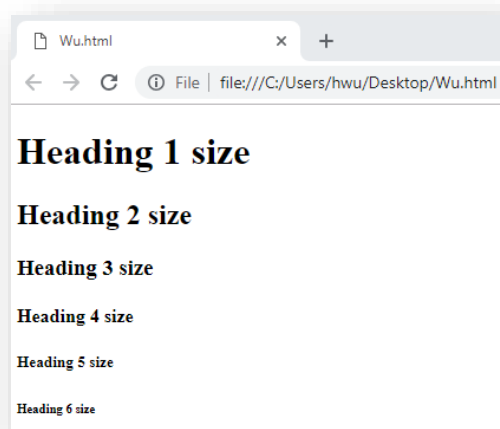 Wu.html
File | file:///C:/Users/hwu/Desktop/Wu.html
Heading 1 size
Heading 2 size
Heading 3 size
Heading 4 size
Heading 5 size
Heading 6 size